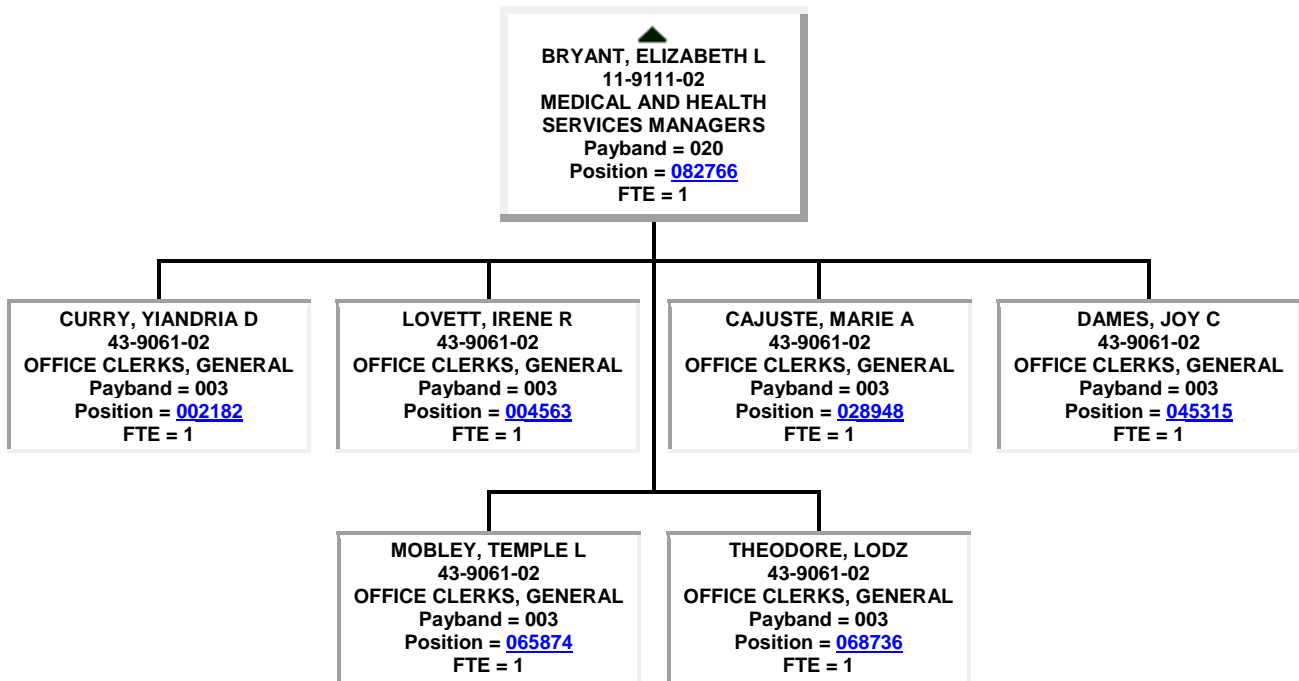 BRYANT, ELIZABETH L
11-9111-02
MEDICAL AND HEALTH
SERVICES MANAGERS
Payband = 020
Position = 082766
FTE = 1
CURRY, YIANDRIA D
43-9061-02
OFFICE CLERKS, GENERAL
Payband = 003
Position = 002182
FTE = 1
LOVETT, IRENE R
43-9061-02
OFFICE CLERKS, GENERAL
Payband = 003
Position = 004563
FTE = 1
CAJUSTE, MARIE A
43-9061-02
OFFICE CLERKS, GENERAL
Payband = 003
Position = 028948
FTE = 1
DAMES, JOY C
43-9061-02
OFFICE CLERKS, GENERAL
Payband = 003
Position = 045315
FTE = 1
MOBLEY, TEMPLE L
43-9061-02
OFFICE CLERKS, GENERAL
Payband = 003
Position = 065874
FTE = 1
THEODORE, LODZ
43-9061-02
OFFICE CLERKS, GENERAL
Payband = 003
Position = 068736
FTE = 1